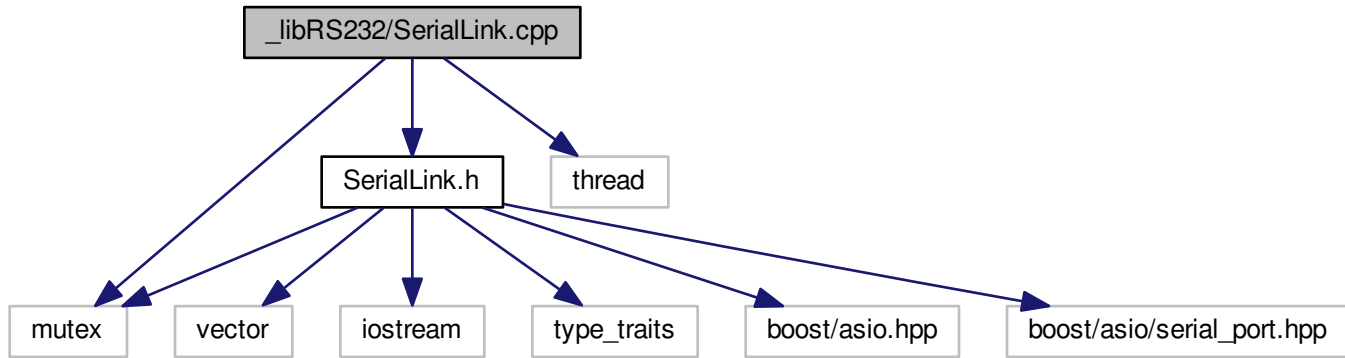 _libRS232/SerialLink.cpp
SerialLink.h
thread
mutex
vector
iostream
type_traits
boost/asio.hpp
boost/asio/serial_port.hpp